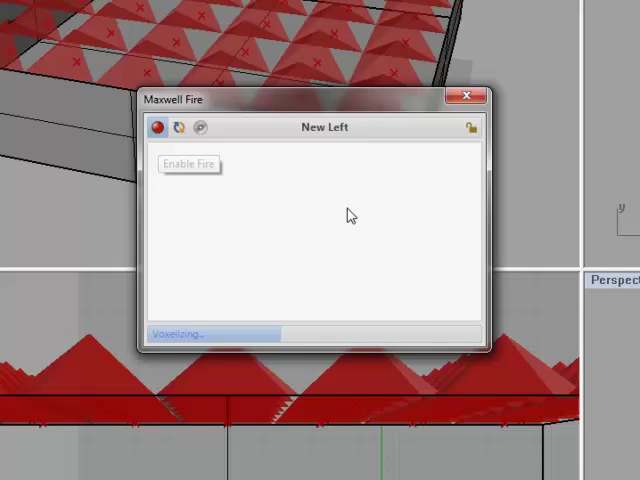 Maxwell Fire
New Left
Enable Fire
y
Perspect
Voxelizing...